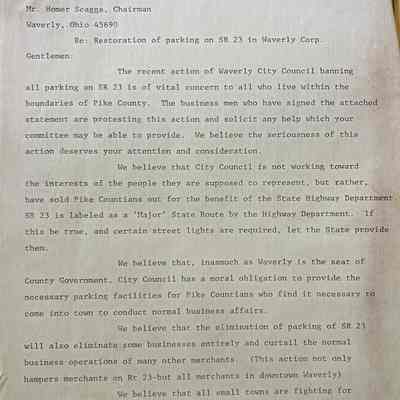 Mr. Homer Scaggs, Chairman
Waverly, Ohio 45690
Re: Restoration of parking on SR 23 in Waverly Corp.
Gentlemen:
The recent action of Waverly City Council banning
all parking on SR 23 is of vital concern to all who live within the
boundaries of Pike County. The business men who have signed the attached
statement are protesting this action and solicit any help which your
committee may be able to provide. We believe the seriousness of this
action deserves your attention and consideration.
We believe that City Council is not working toward
the interests of the people they are supposed to represent, but rather,
have sold Pike Countians out for the benefit of the State Highway Department
SR 23 is labeled as a 'Major' State Route by the Highway Department. If
this be true, and certain street lights are required, let the State provide
them.
We believe that, inasmuch as Waverly is the seat of
County Government, City Council has a moral obligation to provide the
necessary parking facilities for Pike Countians who find it necessary to
come into town to conduct normal business affairs.
We believe that the elimination of parking of SR 23
will also eliminate some businesses entirely and curtail the normal
business operations of many other merchants. (This action not only
hampers merchants on Rt 23-but all merchants in downtown Waverly)
We believe that all small towns are fighting for